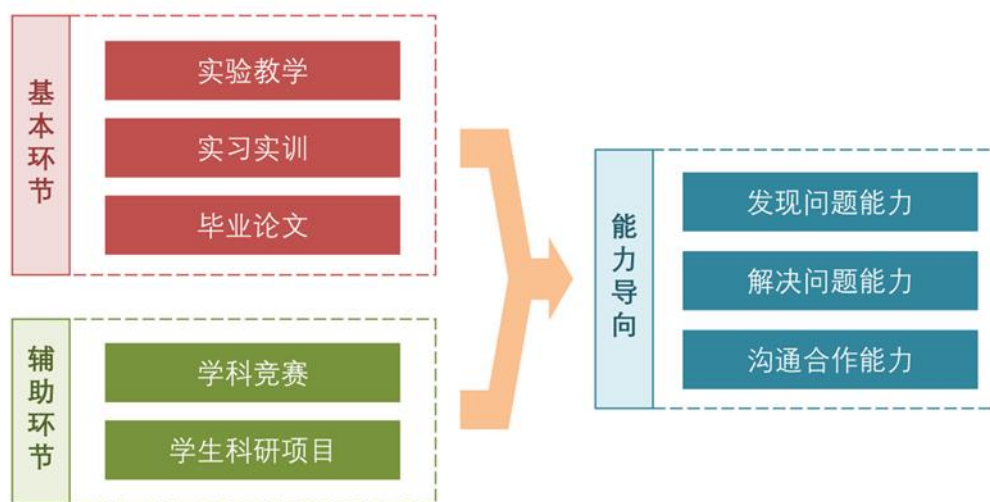 基本环节
实验教学
实习实训
毕业论文
辅助环节
学科竞赛
学生科研项目
能力导向
发现问题能力
解决问题能力
沟通合作能力